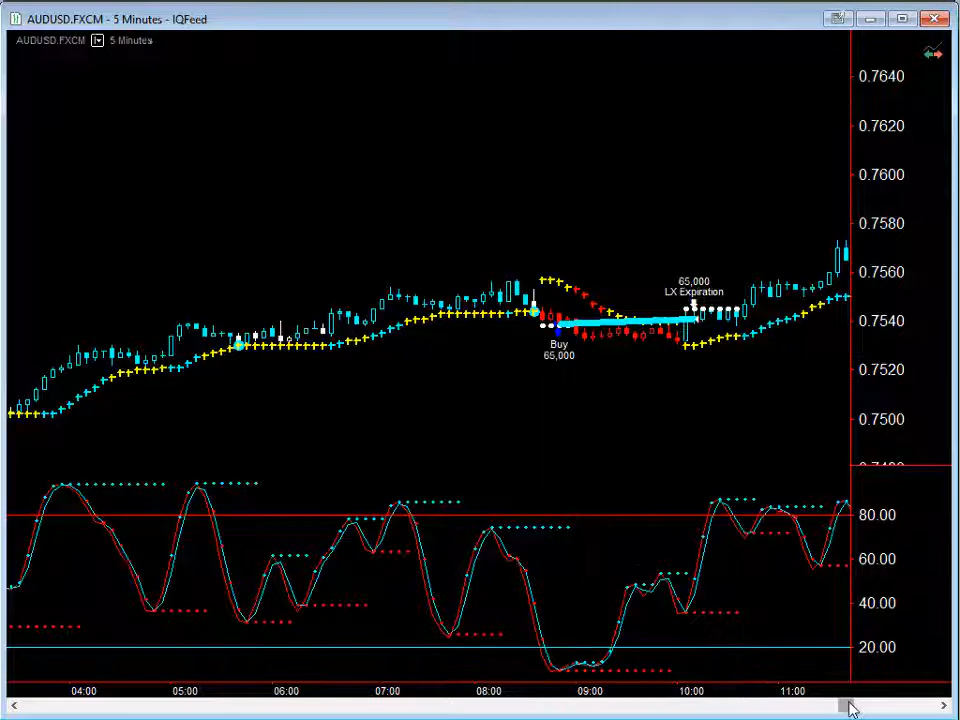 AUDUSD.FXCM - 5 Minutes - IQFeed
AUDUSD.FXCM 5 Minutes
0.7640
0.7620
0.7600
0.7580
0.7560
0.7540
0.7520
0.7500
65,000
LX Expiration
Buy
65,000
80.00
60.00
40.00
20.00
04:00 05:00 06:00 07:00 08:00 09:00 10:00 11:00